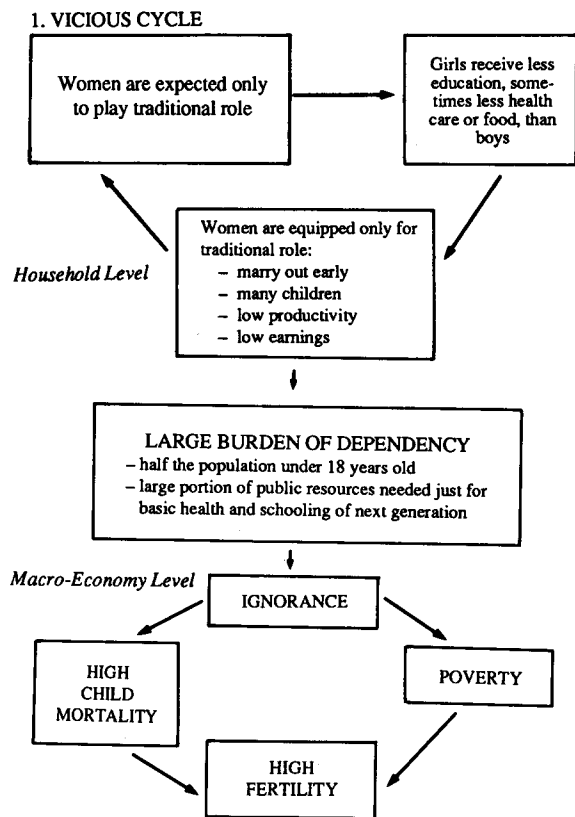 1. VICIOUS CYCLE
Women are expected only
to play traditional role
Girls receive less
education, some-
times less health
care or food, than
boys
Women are equipped only for
traditional role:
– marry out early
– many children
– low productivity
– low earnings
Household Level
LARGE BURDEN OF DEPENDENCY
– half the population under 18 years old
– large portion of public resources needed just for
basic health and schooling of next generation
Macro-Economy Level
IGNORANCE
HIGH
CHILD
MORTALITY
POVERTY
HIGH
FERTILITY